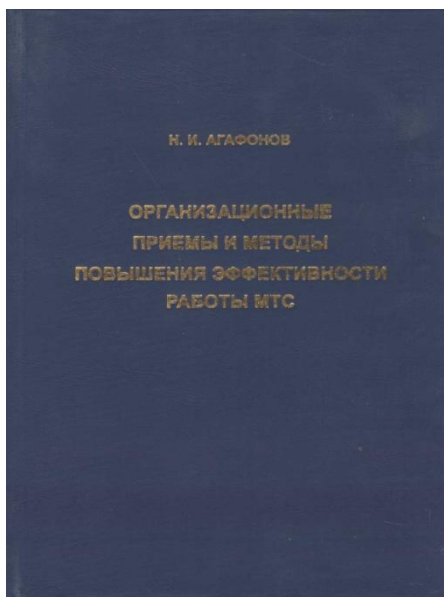 Н. И. АГАФОНОВ
ОРГАНИЗАЦИОННЫЕ
ПРИЕМЫ И МЕТОДЫ
ПОВЫШЕНИЯ ЭФФЕКТИВНОСТИ
РАБОТЫ МТС